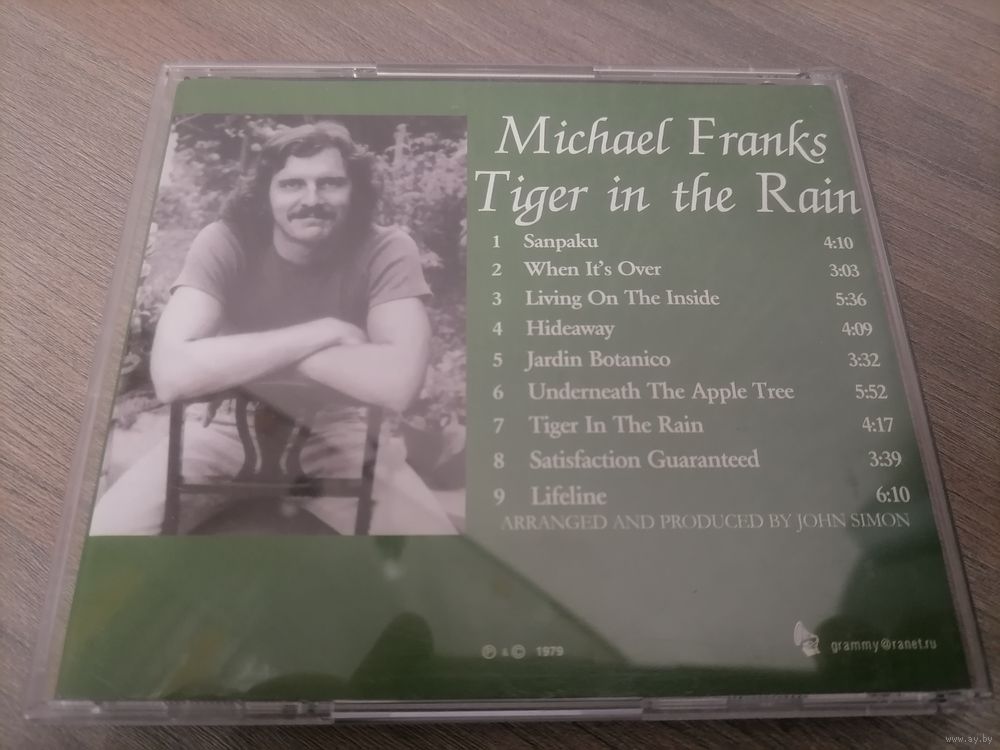 Michael Franks
Tiger in the Rain
1 Sanpaku 4:10
2 When It's Over 3:03
3 Living On The Inside 5:36
4 Hideaway 4:09
5 Jardin Botanico 3:32
6 Underneath The Apple Tree 5:52
7 Tiger In The Rain 4:17
8 Satisfaction Guaranteed 3:39
9 Lifeline 6:10
ARRANGED AND PRODUCED BY JOHN SIMON
℗ & © 1979
grammy@ranet.ru
www.ay.by